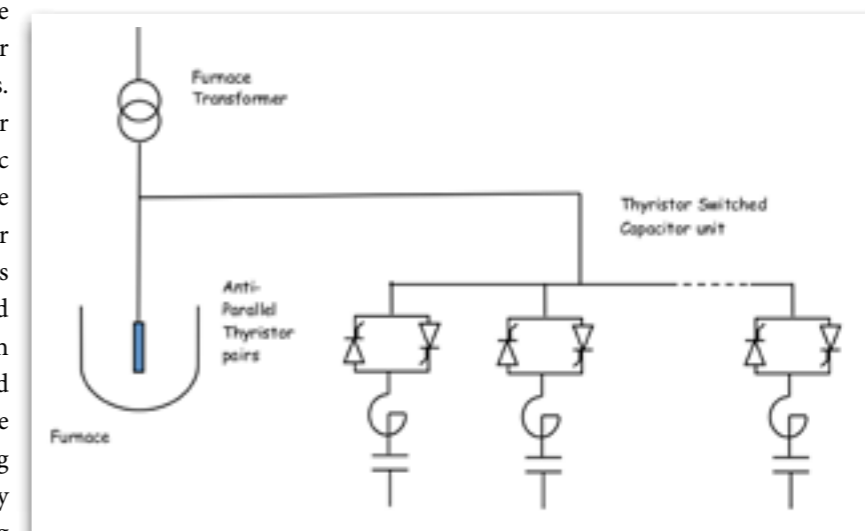 e
r
s.
r
c
e
r
s
d
n
d
e
g
y
g
Furnace
Transformer
Thyristor Switched
Capacitor unit
Anti-
Parallel
Thyristor
pairs
Furnace